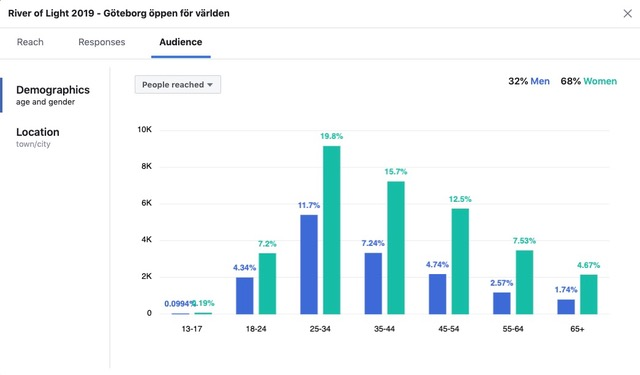 River of Light 2019 - Göteborg öppen för världen
Reach Responses Audience
Demographics
age and gender
Location
town/city
People reached
32% Men 68% Women
10K
8K
6K
4K
2K
0
0.0994% 0.19%
4.34% 7.2%
11.7% 19.8%
7.24% 15.7%
4.74% 12.5%
2.57% 7.53%
1.74% 4.67%
13-17 18-24 25-34 35-44 45-54 55-64 65+